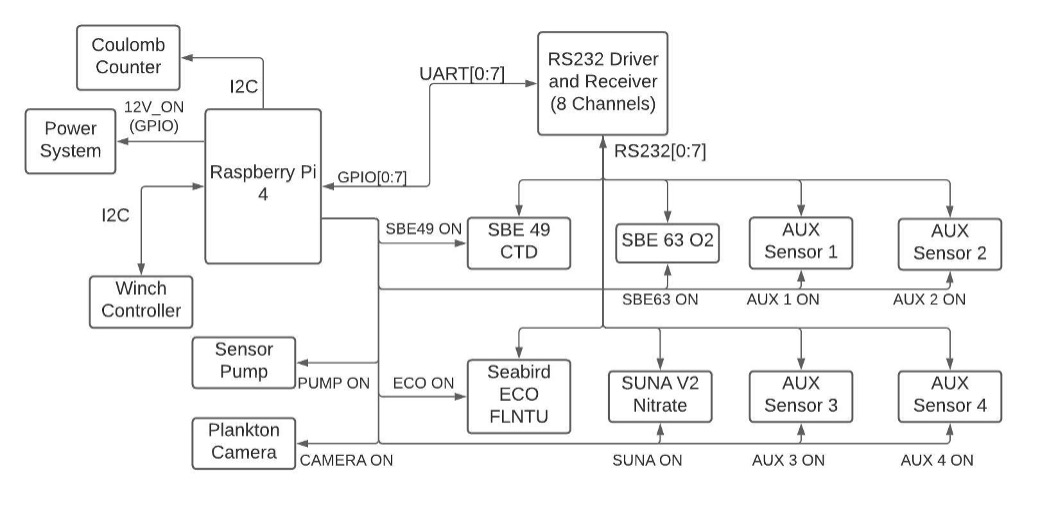 Coulomb
Counter
I2C
12V_ON
(GPIO)
Power
System
Raspberry Pi
4
I2C
Winch
Controller
UART[0:7]
GPIO[0:7]
RS232 Driver
and Receiver
(8 Channels)
RS232[0:7]
SBE49 ON
SBE 49
CTD
SBE 63 O2
AUX
Sensor 1
AUX
Sensor 2
SBE63 ON
AUX 1 ON
AUX 2 ON
Sensor
Pump
PUMP ON
ECO ON
Seabird
ECO
FLNTU
SUNA V2
Nitrate
AUX
Sensor 3
AUX
Sensor 4
Plankton
Camera
CAMERA ON
SUNA ON
AUX 3 ON
AUX 4 ON